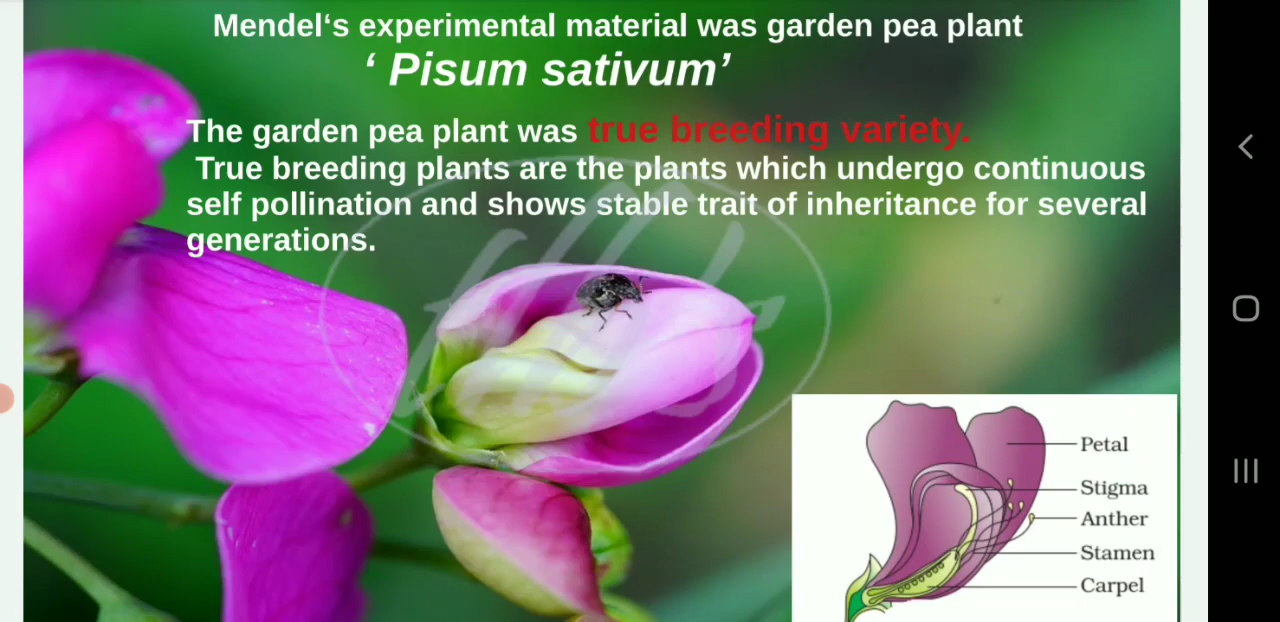 Mendel‘s experimental material was garden pea plant
‘ Pisum sativum’
The garden pea plant was true breeding variety.
True breeding plants are the plants which undergo continuous
self pollination and shows stable trait of inheritance for several
generations.
Petal
Stigma
Anther
Stamen
Carpel